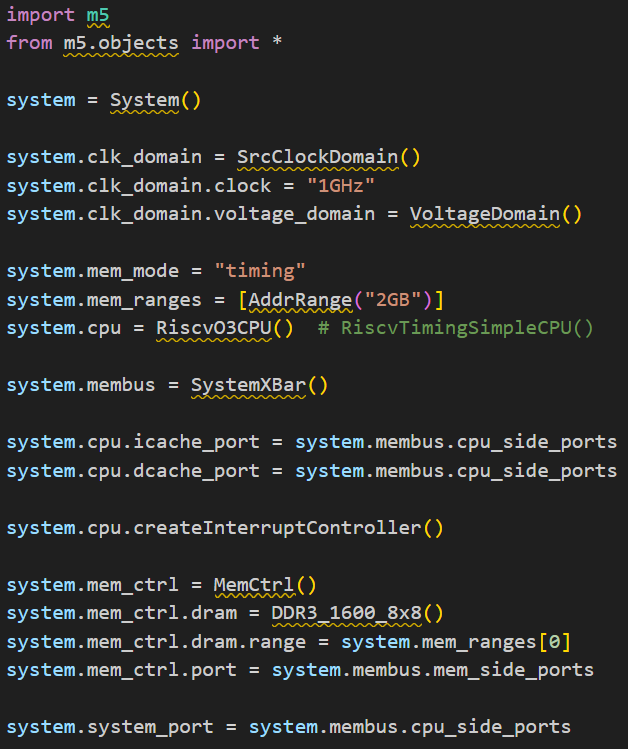 import m5
from m5.objects import *
system = System()
system.clk_domain = SrcClockDomain()
system.clk_domain.clock = "1GHz"
system.clk_domain.voltage_domain = VoltageDomain()
system.mem_mode = "timing"
system.mem_ranges = [AddrRange("2GB")]
system.cpu = RiscvO3CPU()  # RiscvTimingSimpleCPU()
system.membus = SystemXBar()
system.cpu.icache_port = system.membus.cpu_side_ports
system.cpu.dcache_port = system.membus.cpu_side_ports
system.cpu.createInterruptController()
system.mem_ctrl = MemCtrl()
system.mem_ctrl.dram = DDR3_1600_8x8()
system.mem_ctrl.dram.range = system.mem_ranges[0]
system.mem_ctrl.port = system.membus.mem_side_ports
system.system_port = system.membus.cpu_side_ports